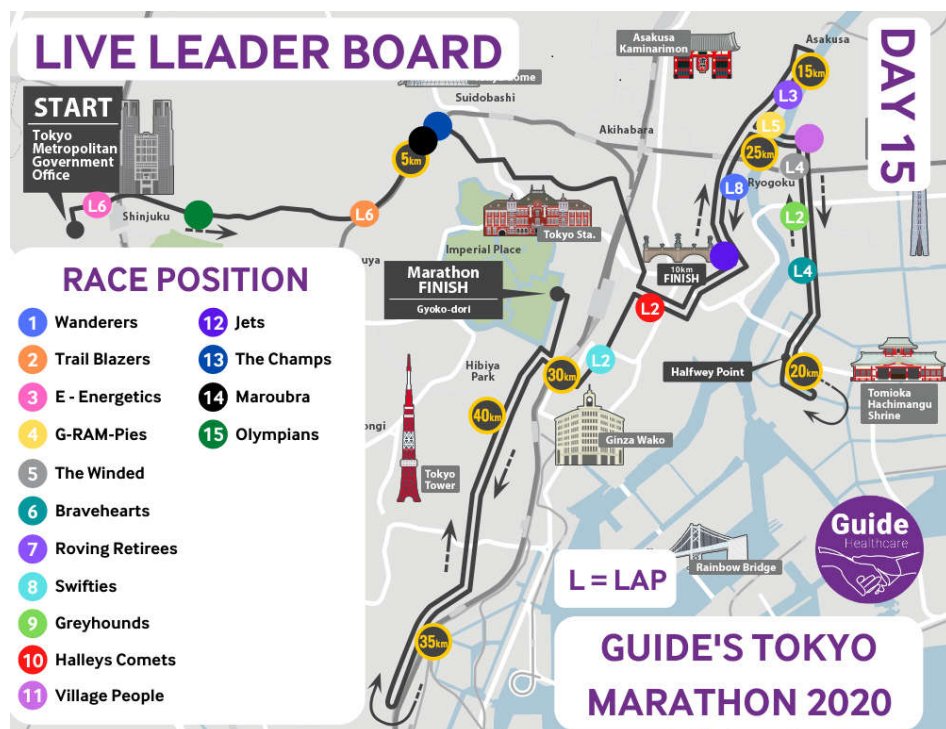 LIVE LEADER BOARD
DAY 15
START
Tokyo
Metropolitan
Government
Office
Suidobashi
Akihabara
Asakusa
Kaminarimon
Asakusa
15km
L3
L5
25km
L4
Ryogoku
L8
L2
L4
5km
L6
Shinjuku
L6
Tokyo Sta.
Imperial Place
Marathon
FINISH
Gyoko-dori
10km
FINISH
L2
L2
30km
Hibiya
Park
40km
Halfwey Point
20km
Tomioka
Hachimangu
Shrine
Ginza Wako
Tokyo
Tower
35km
Rainbow Bridge
RACE POSITION
1 Wanderers
2 Trail Blazers
3 E - Energetics
4 G-RAM-Pies
5 The Winded
6 Bravehearts
7 Roving Retirees
8 Swifties
9 Greyhounds
10 Halleys Comets
11 Village People
12 Jets
13 The Champs
14 Maroubra
15 Olympians
Guide
Healthcare
L = LAP
GUIDE'S TOKYO
MARATHON 2020